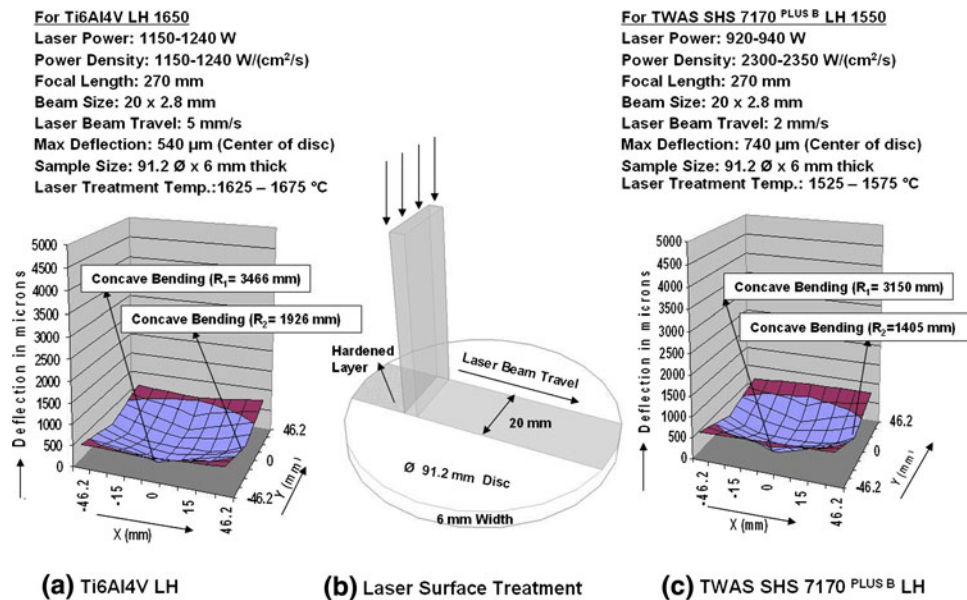 For Ti6Al4V LH 1650
Laser Power: 1150-1240 W
Power Density: 1150-1240 W/(cm²/s)
Focal Length: 270 mm
Beam Size: 20 x 2.8 mm
Laser Beam Travel: 5 mm/s
Max Deflection: 540 µm (Center of disc)
Sample Size: 91.2 Ø x 6 mm thick
Laser Treatment Temp.:1625 – 1675 °C
For TWAS SHS 7170 PLUS B LH 1550
Laser Power: 920-940 W
Power Density: 2300-2350 W/(cm²/s)
Focal Length: 270 mm
Beam Size: 20 x 2.8 mm
Laser Beam Travel: 2 mm/s
Max Deflection: 740 µm (Center of disc)
Sample Size: 91.2 Ø x 6 mm thick
Laser Treatment Temp.: 1525 – 1575 °C
Deflection in microns
5000
4500
4000
3500
3000
2500
2000
1500
1000
500
0
Concave Bending (R1= 3466 mm)
Concave Bending (R2= 1926 mm)
-46.2
-15
0
15
46.2
X (mm)
46.2
0
-46.2
Y (mm)
Hardened
Layer
Laser Beam Travel
20 mm
Ø 91.2 mm Disc
6 mm Width
Deflection in microns
5000
4500
4000
3500
3000
2500
2000
1500
1000
500
0
Concave Bending (R1= 3150 mm)
Concave Bending (R2=1405 mm)
-46.2
-15
0
15
46.2
X (mm)
46.2
0
-46.2
Y (mm)
(a) Ti6Al4V LH
(b) Laser Surface Treatment
(c) TWAS SHS 7170 PLUS B LH